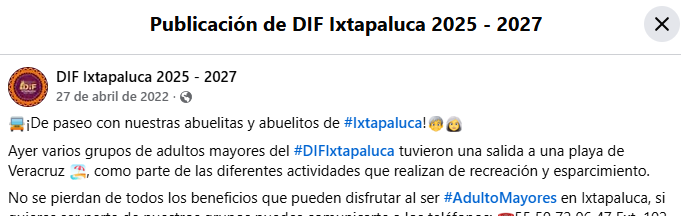 Publicación de DIF Ixtapaluca 2025 - 2027
DIF Ixtapaluca 2025 - 2027
27 de abril de 2022 ·
🚍¡De paseo con nuestras abuelitas y abuelitos de #Ixtapaluca!🧓👵
Ayer varios grupos de adultos mayores del #DIFIxtapaluca tuvieron una salida a una playa de
Veracruz 🏖️, como parte de las diferentes actividades que realizan de recreación y esparcimiento.
No se pierdan de todos los beneficios que pueden disfrutar al ser #AdultoMayores en Ixtapaluca, si